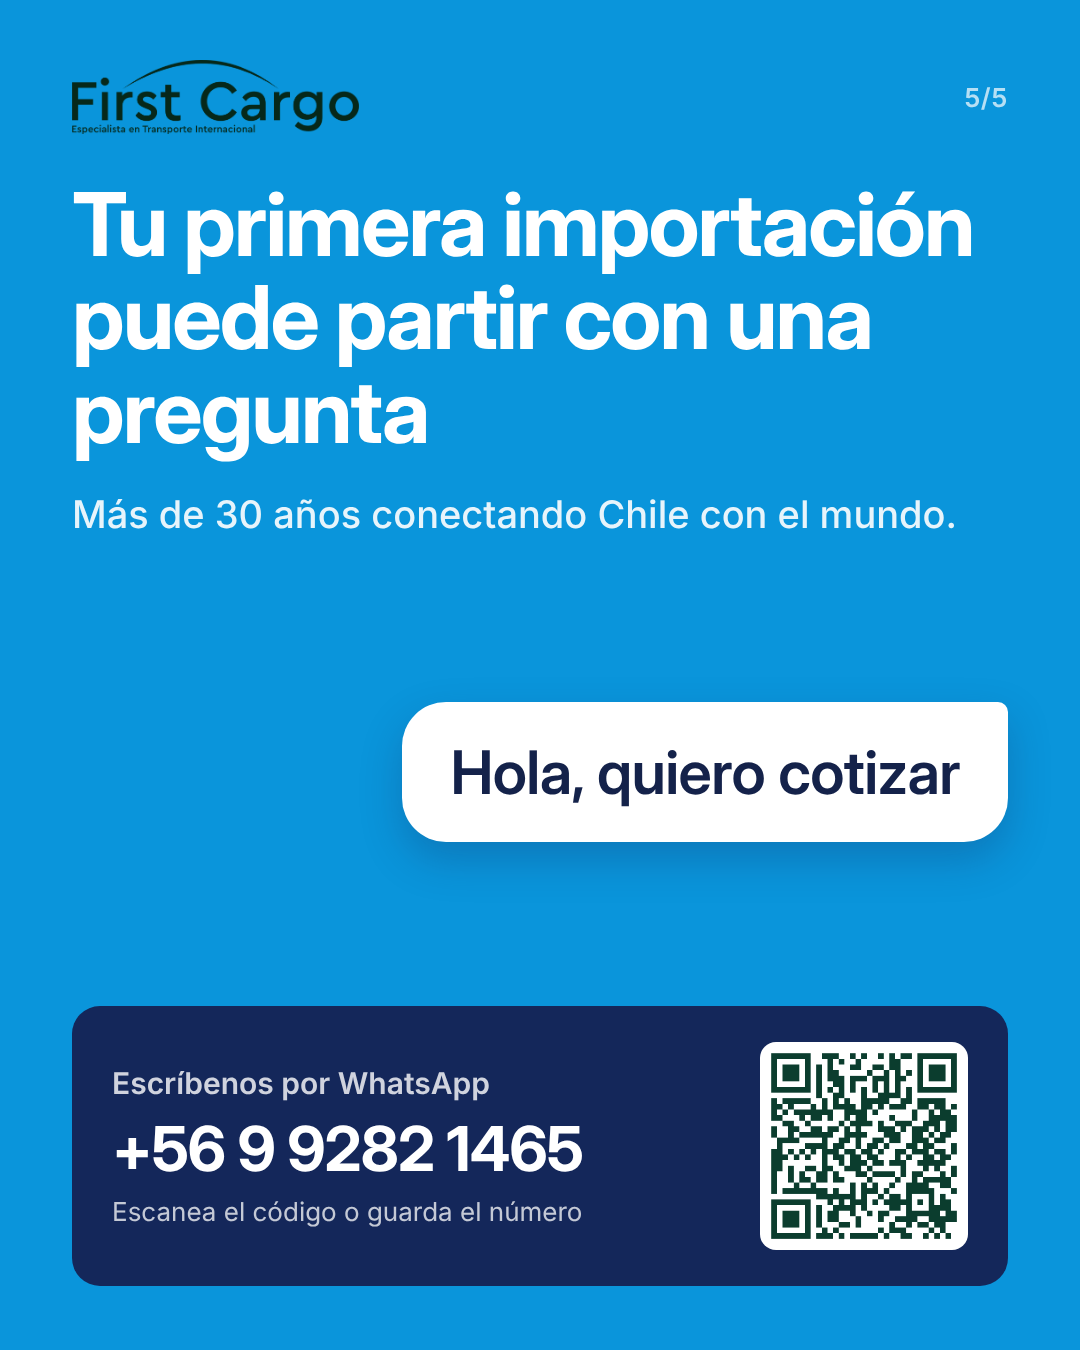 First Cargo
Especialista en Transporte Internacional
5/5
Tu primera importación
puede partir con una
pregunta
Más de 30 años conectando Chile con el mundo.
Hola, quiero cotizar
Escríbenos por WhatsApp
+56 9 9282 1465
Escanea el código o guarda el número